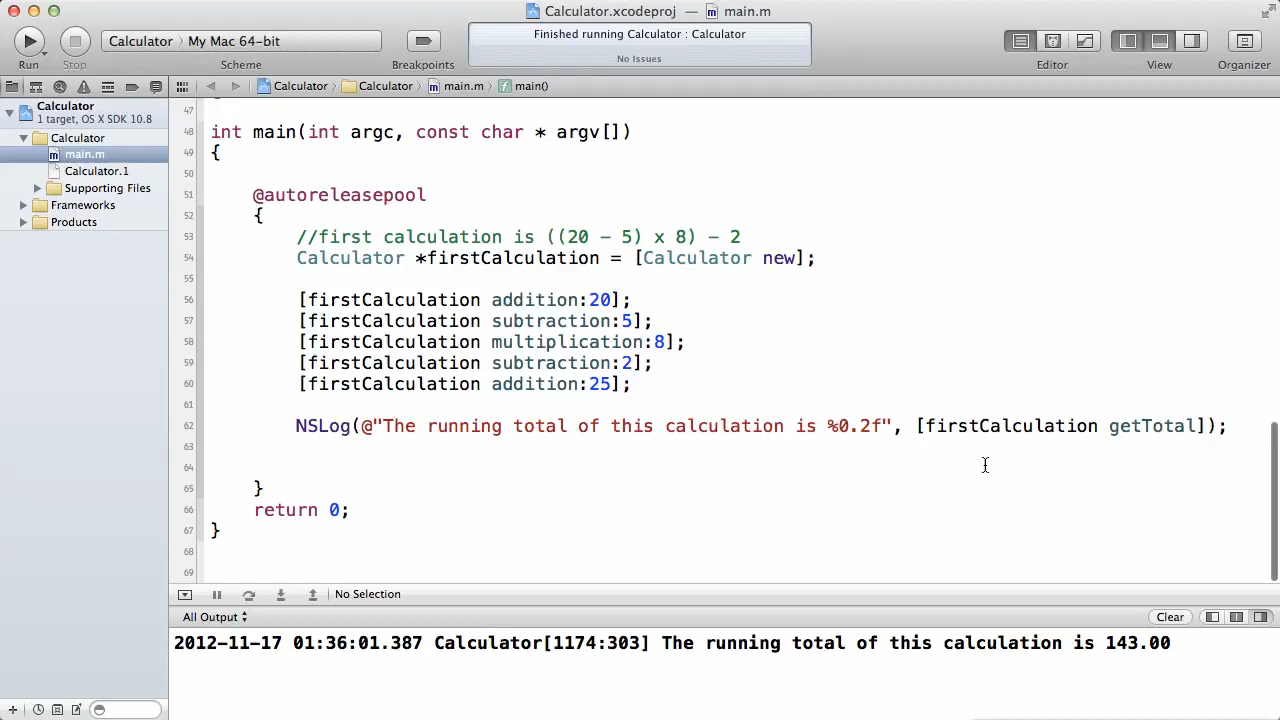 Calculator.xcodeproj — main.m
Run
Stop
Calculator > My Mac 64-bit
Scheme
Breakpoints
Finished running Calculator : Calculator
No Issues
Editor
View
Organizer
Calculator
Calculator
main.m
main()
Calculator
1 target, OS X SDK 10.8
Calculator
main.m
Calculator.1
Supporting Files
Frameworks
Products
47
48 int main(int argc, const char * argv[])
49 {
50
51 @autoreleasepool
52 {
53 //first calculation is ((20 - 5) x 8) - 2
54 Calculator *firstCalculation = [Calculator new];
55
56 [firstCalculation addition:20];
57 [firstCalculation subtraction:5];
58 [firstCalculation multiplication:8];
59 [firstCalculation subtraction:2];
60 [firstCalculation addition:25];
61
62 NSLog(@"The running total of this calculation is %0.2f", [firstCalculation getTotal]);
63
64
65 }
66 return 0;
67 }
68
69
No Selection
All Output
Clear
2012-11-17 01:36:01.387 Calculator[1174:303] The running total of this calculation is 143.00